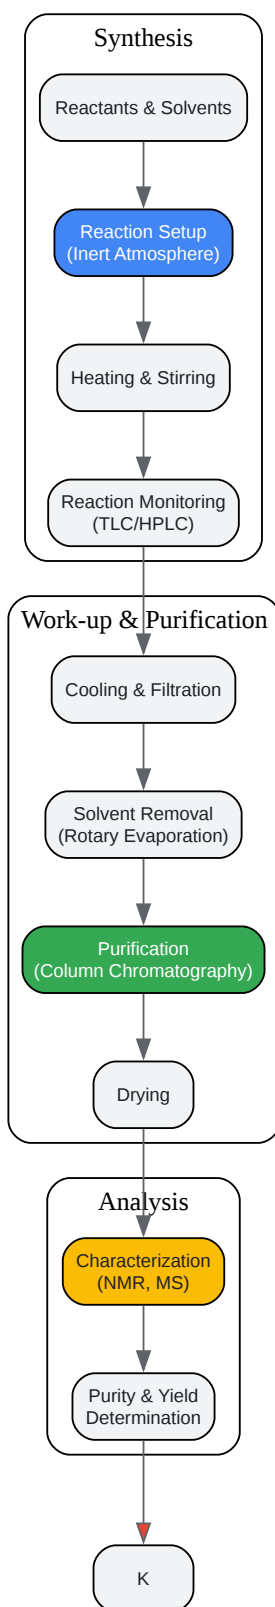 Synthesis
Reactants & Solvents
Reaction Setup
(Inert Atmosphere)
Heating & Stirring
Reaction Monitoring
(TLC/HPLC)
Work-up & Purification
Cooling & Filtration
Solvent Removal
(Rotary Evaporation)
Purification
(Column Chromatography)
Drying
Analysis
Characterization
(NMR, MS)
Purity & Yield
Determination
K